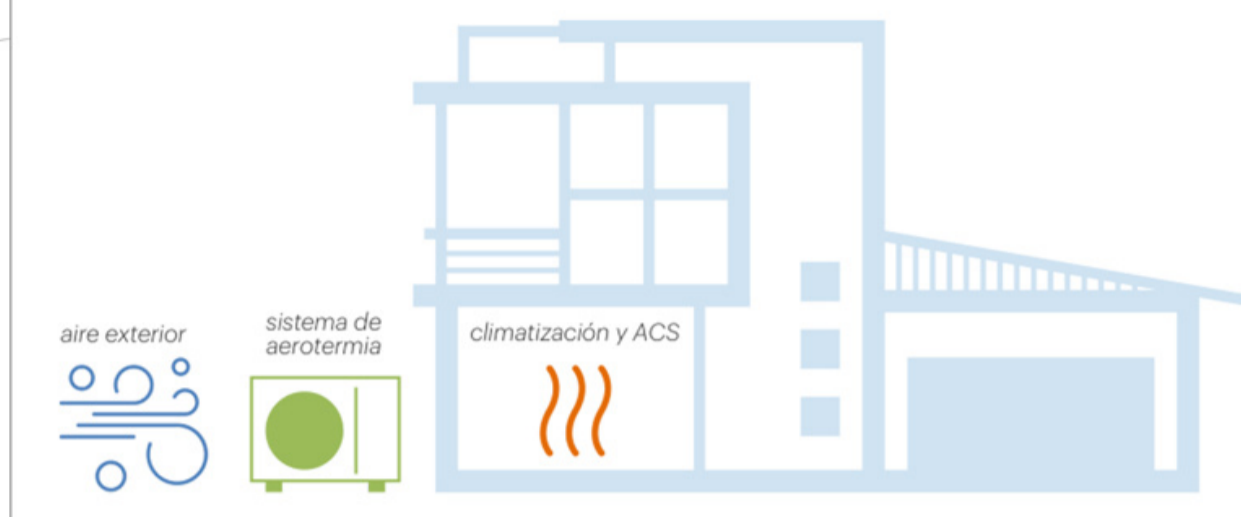 aire exterior
sistema de
aerotermia
climatización y ACS